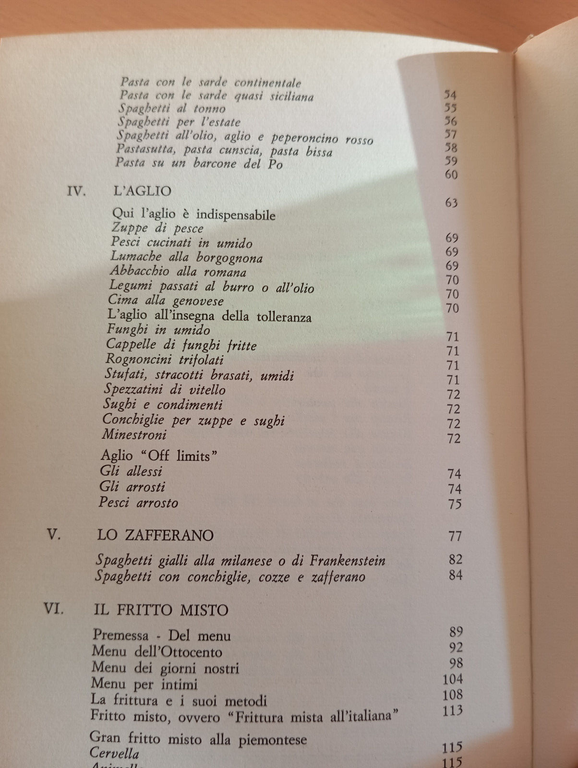 Pasta con le sarde continentale 54
Pasta con le sarde quasi siciliana 55
Spaghetti al tonno 56
Spaghetti per l'estate 57
Spaghetti all'olio, aglio e peperoncino rosso 58
Pastasutta, pasta cunscia, pasta bissa 59
Pasta su un barcone del Po 60
IV. L'AGLIO 63
Qui l'aglio è indispensabile
Zuppe di pesce 69
Pesci cucinati in umido 69
Lumache alla borgognona 69
Abbacchio alla romana 70
Legumi passati al burro o all'olio 70
Cima alla genovese 70
L'aglio all'insegna della tolleranza
Funghi in umido 71
Cappelle di funghi fritte 71
Rognoncini trifolati 71
Stufati, stracotti brasati, umidi 71
Spezzatini di vitello 72
Sughi e condimenti 72
Conchiglie per zuppe e sughi 72
Minestroni 72
Aglio "Off limits"
Gli allessi 74
Gli arrosti 74
Pesci arrosto 75
V. LO ZAFFERANO 77
Spaghetti gialli alla milanese o di Frankenstein 82
Spaghetti con conchiglie, cozze e zafferano 84
VI. IL FRITTO MISTO
Premessa - Del menu 89
Menu dell'Ottocento 92
Menu dei giorni nostri 98
Menu per intimi 104
La frittura e i suoi metodi 108
Fritto misto, ovvero "Frittura mista all'italiana" 113
Gran fritto misto alla piemontese
Cervella 115
115